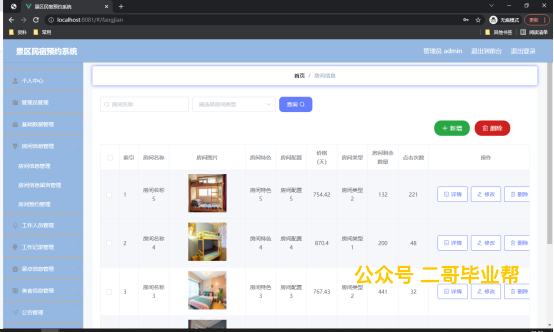 景区民宿预约系统
localhost:8081/#/fangjian
无痕模式
更新
资料
常用
其他书签
阅读清单
景区民宿预约系统
管理员 admin
退出到前台
退出登录
个人中心
管理员管理
基础数据管理
房间信息管理
房间信息管理
房间信息留言管理
房间预约管理
工作人员管理
工作记录管理
景点信息管理
美食信息管理
公告管理
首页 / 房间信息
房间名称
请选择房间类型
查询
新增
删除
索引 房间名称 房间图片 房间特色 房间配置 价格(天) 房间类型 房间剩余数量 点击次数 操作
1 房间名称5 房间特色5 房间配置5 754.42 房间类型2 132 221 详情 修改 删除
2 房间名称4 房间特色4 房间配置4 870.4 房间类型1 200 48 详情 修改 删除
3 房间名称3 房间特色3 房间配置3 767.43 房间类型2 441 32 详情 修改 删除
公众号 二哥毕业帮